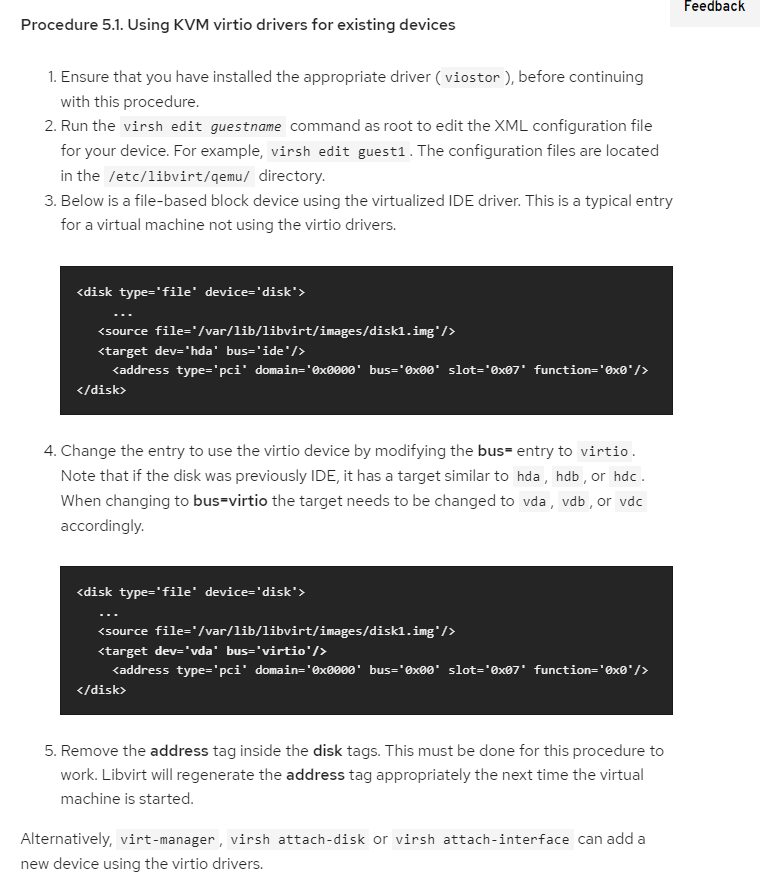 Feedback
Procedure 5.1. Using KVM virtio drivers for existing devices
1. Ensure that you have installed the appropriate driver ( viostor ), before continuing
with this procedure.
2. Run the virsh edit guestname command as root to edit the XML configuration file
for your device. For example, virsh edit guest1 . The configuration files are located
in the /etc/libvirt/qemu/ directory.
3. Below is a file-based block device using the virtualized IDE driver. This is a typical entry
for a virtual machine not using the virtio drivers.
<disk type='file' device='disk'>
...
<source file='/var/lib/libvirt/images/disk1.img'/>
<target dev='hda' bus='ide'/>
<address type='pci' domain='0x0000' bus='0x00' slot='0x07' function='0x0'/>
</disk>
4. Change the entry to use the virtio device by modifying the bus= entry to virtio .
Note that if the disk was previously IDE, it has a target similar to hda , hdb , or hdc .
When changing to bus=virtio the target needs to be changed to vda , vdb , or vdc
accordingly.
<disk type='file' device='disk'>
...
<source file='/var/lib/libvirt/images/disk1.img'/>
<target dev='vda' bus='virtio'/>
<address type='pci' domain='0x0000' bus='0x00' slot='0x07' function='0x0'/>
</disk>
5. Remove the address tag inside the disk tags. This must be done for this procedure to
work. Libvirt will regenerate the address tag appropriately the next time the virtual
machine is started.
Alternatively, virt-manager , virsh attach-disk or virsh attach-interface can add a
new device using the virtio drivers.